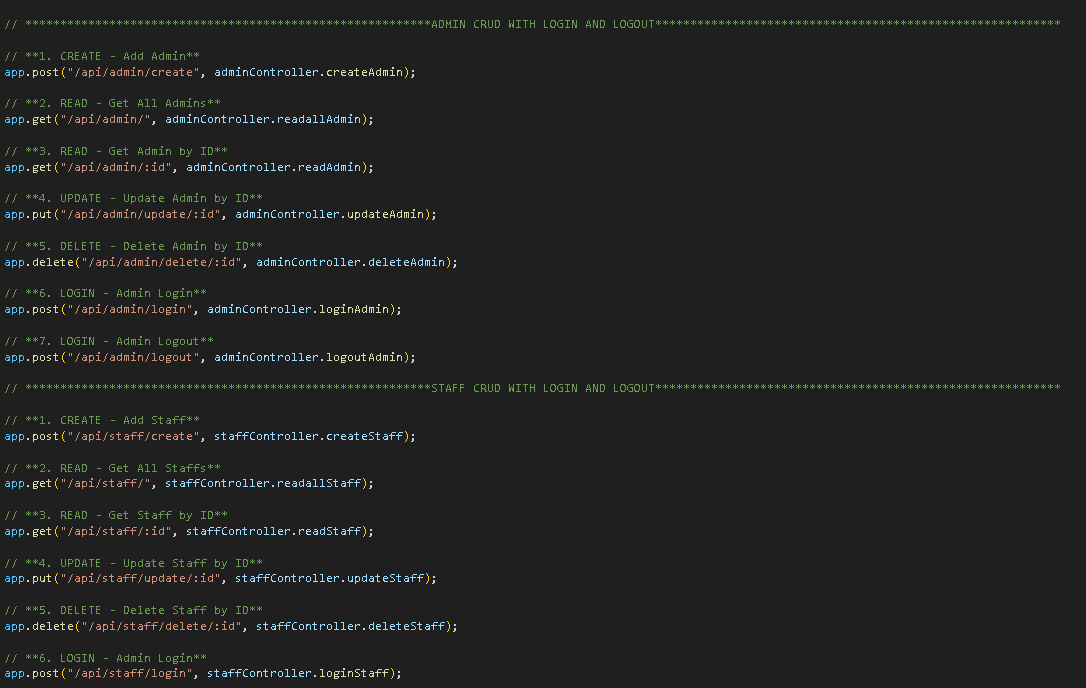 // **********************************************************ADMIN CRUD WITH LOGIN AND LOGOUT**********************************************************
// **1. CREATE - Add Admin**
app.post("/api/admin/create", adminController.createAdmin);
// **2. READ - Get All Admins**
app.get("/api/admin/", adminController.readallAdmin);
// **3. READ - Get Admin by ID**
app.get("/api/admin/:id", adminController.readAdmin);
// **4. UPDATE - Update Admin by ID**
app.put("/api/admin/update/:id", adminController.updateAdmin);
// **5. DELETE - Delete Admin by ID**
app.delete("/api/admin/delete/:id", adminController.deleteAdmin);
// **6. LOGIN - Admin Login**
app.post("/api/admin/login", adminController.loginAdmin);
// **7. LOGIN - Admin Logout**
app.post("/api/admin/logout", adminController.logoutAdmin);
// **********************************************************STAFF CRUD WITH LOGIN AND LOGOUT**********************************************************
// **1. CREATE - Add Staff**
app.post("/api/staff/create", staffController.createStaff);
// **2. READ - Get All Staffs**
app.get("/api/staff/", staffController.readallStaff);
// **3. READ - Get Staff by ID**
app.get("/api/staff/:id", staffController.readStaff);
// **4. UPDATE - Update Staff by ID**
app.put("/api/staff/update/:id", staffController.updateStaff);
// **5. DELETE - Delete Staff by ID**
app.delete("/api/staff/delete/:id", staffController.deleteStaff);
// **6. LOGIN - Admin Login**
app.post("/api/staff/login", staffController.loginStaff);